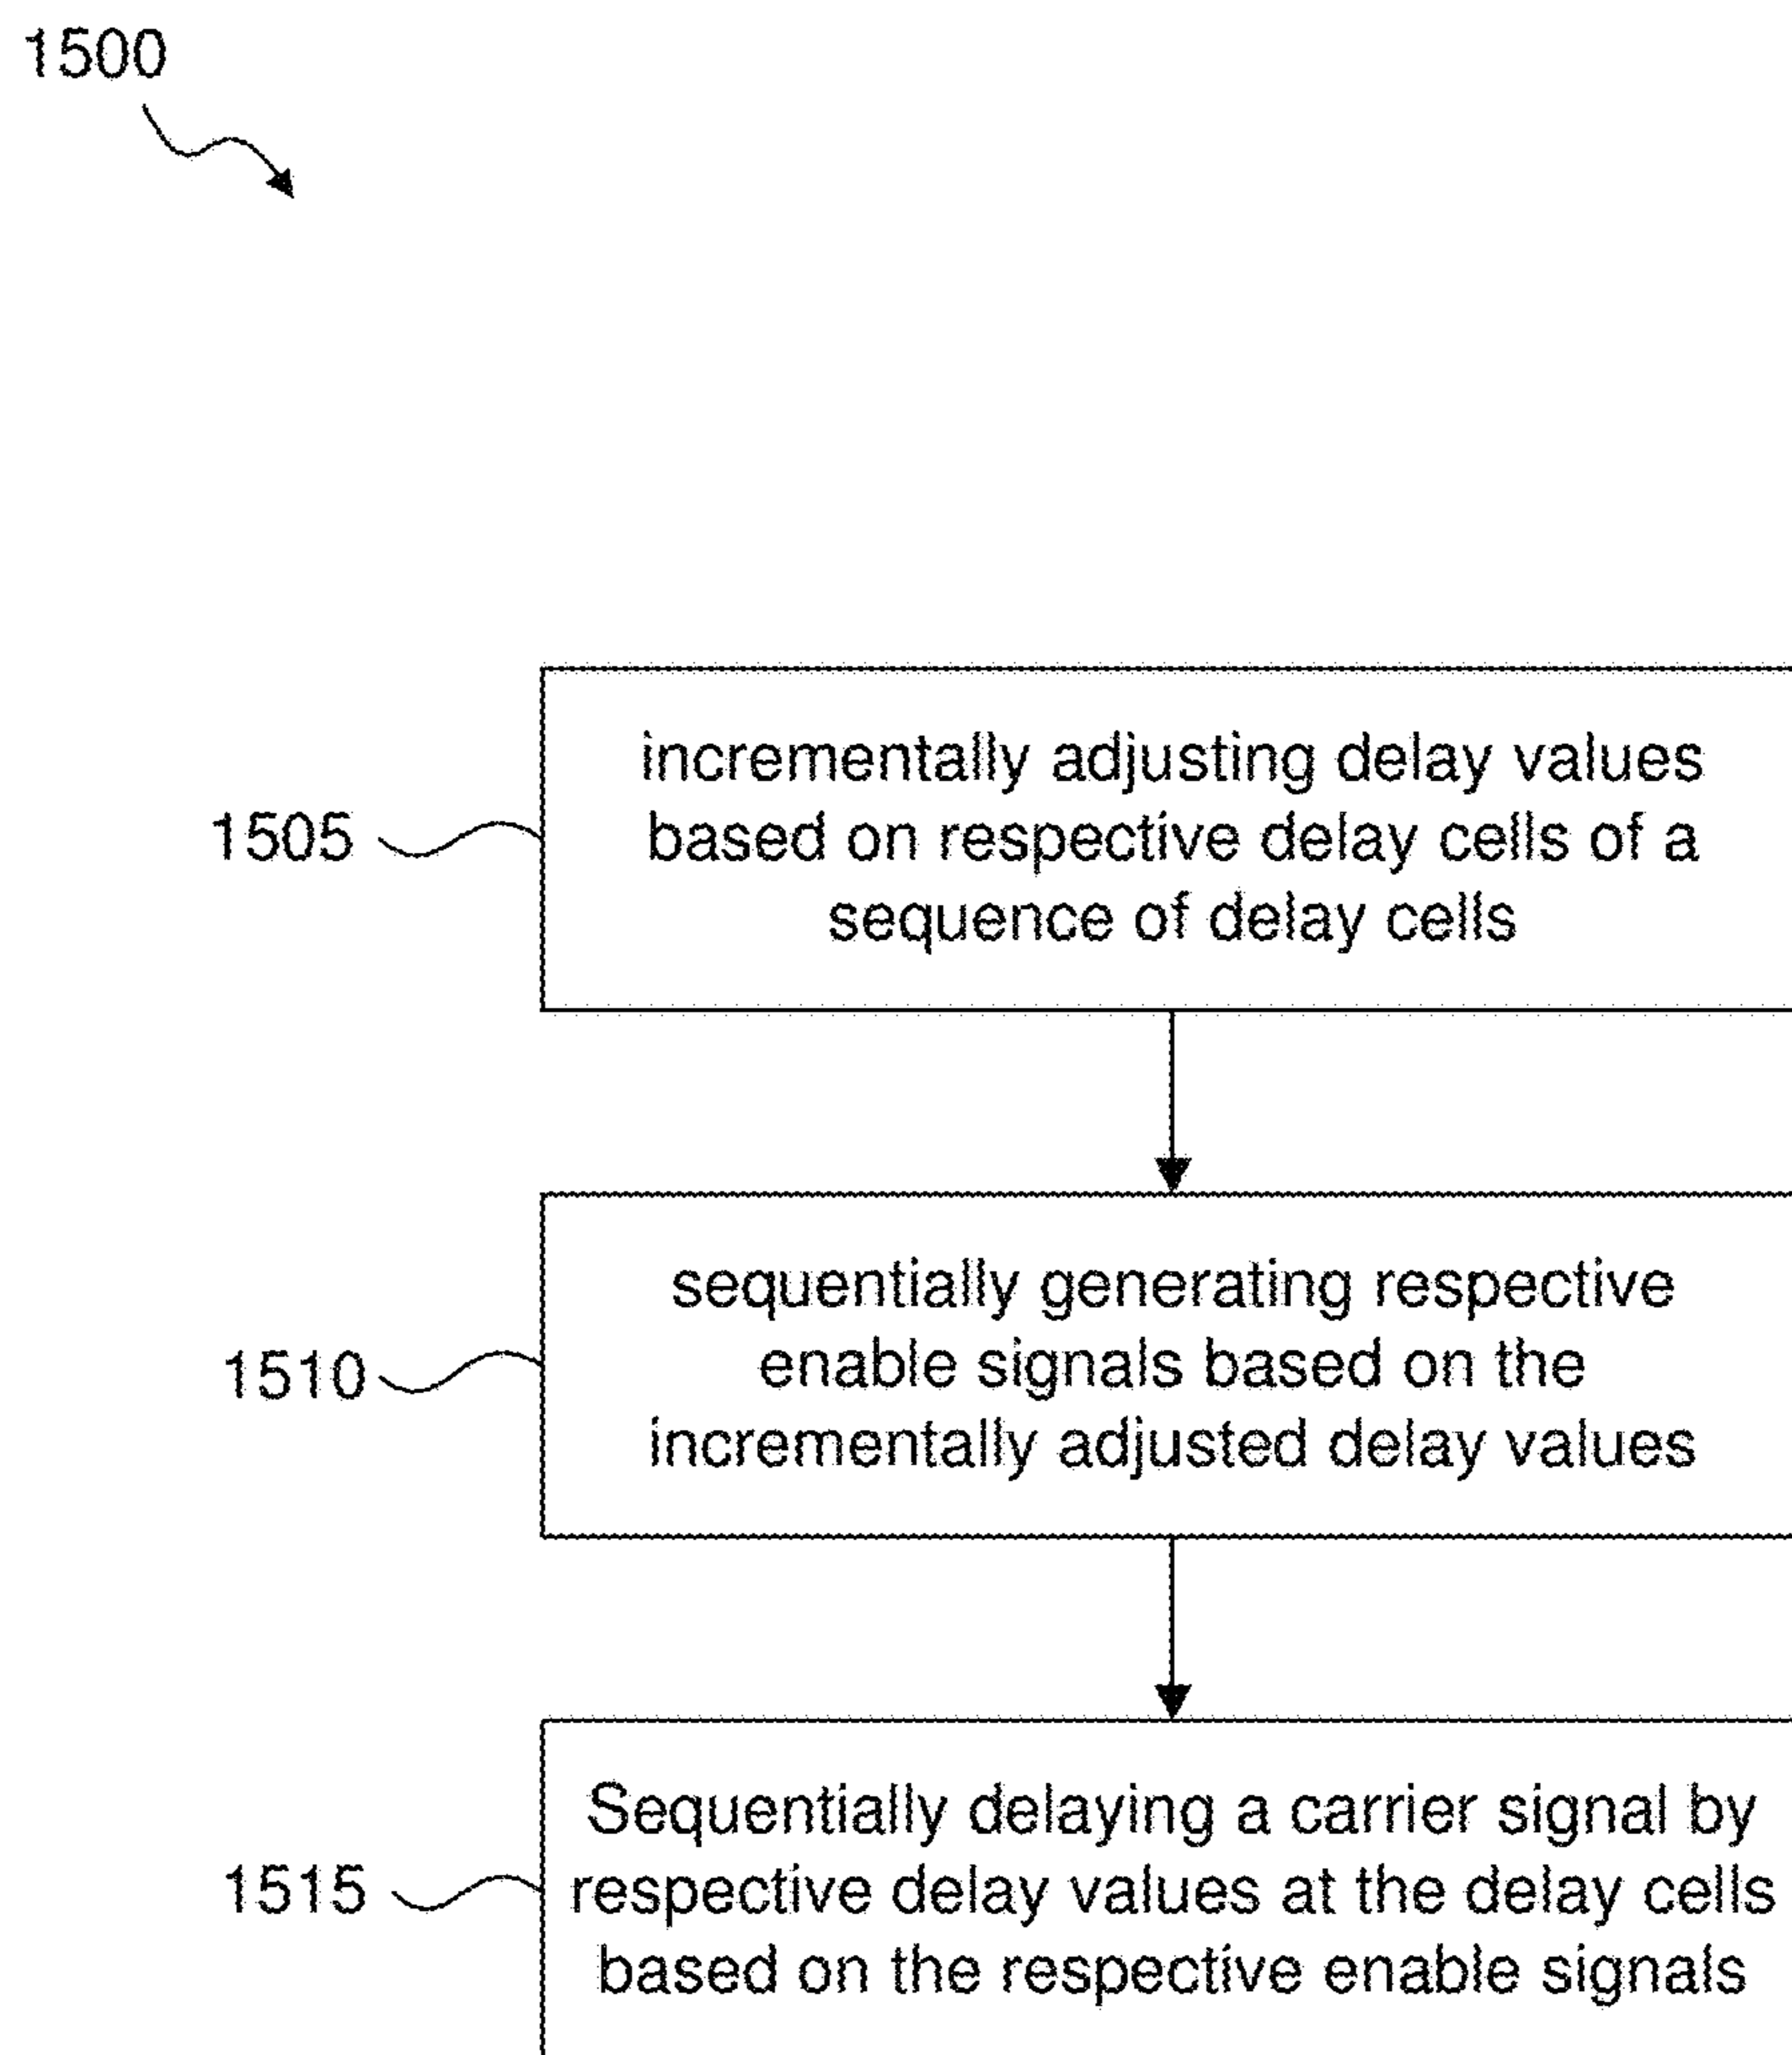 1500
incrementally adjusting delay values
1505
based on respective delay cells of a
sequence of delay cells
sequentially generating respective
1510
enable signals based on the
incrementally adjusted delay values
Sequentially delaying a carrier signal by
1515
respective delay values at the delay cells
based on the respective enable signals